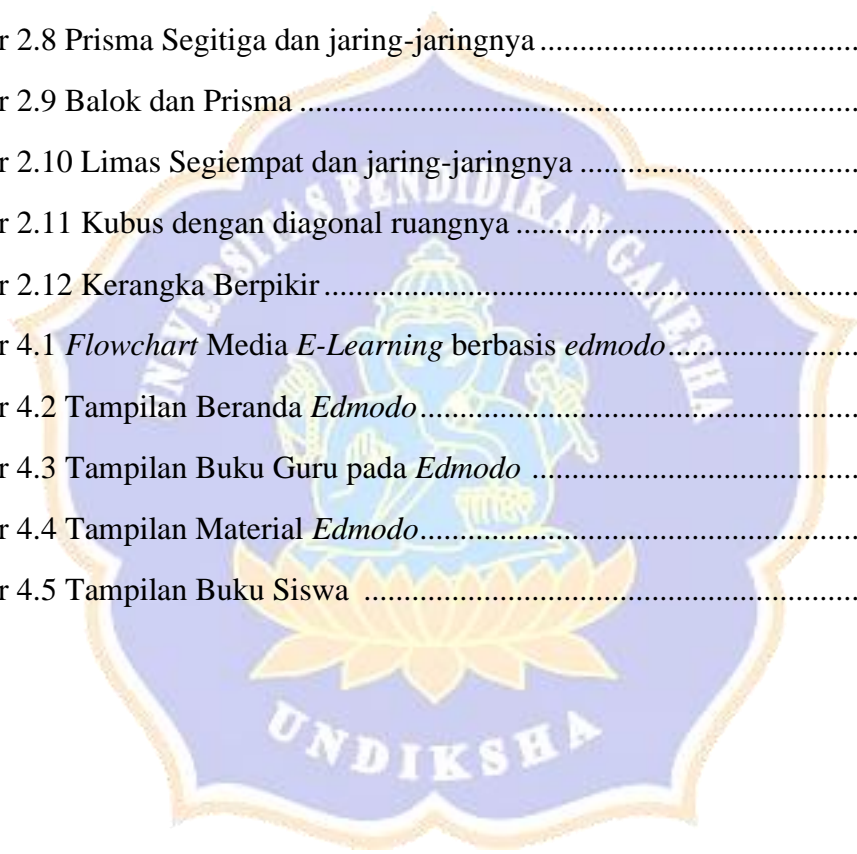 r 2.8 Prisma Segitiga dan jaring-jaringnya ........................................
r 2.9 Balok dan Prisma ........................................
r 2.10 Limas Segiempat dan jaring-jaringnya ........................................
r 2.11 Kubus dengan diagonal ruangnya ........................................
r 2.12 Kerangka Berpikir ........................................
r 4.1 Flowchart Media E-Learning berbasis edmodo ........................................
r 4.2 Tampilan Beranda Edmodo ........................................
r 4.3 Tampilan Buku Guru pada Edmodo ........................................
r 4.4 Tampilan Material Edmodo ........................................
r 4.5 Tampilan Buku Siswa ........................................
UNIVERSITAS PENDIDIKAN GANESHA
UNDIKSHA